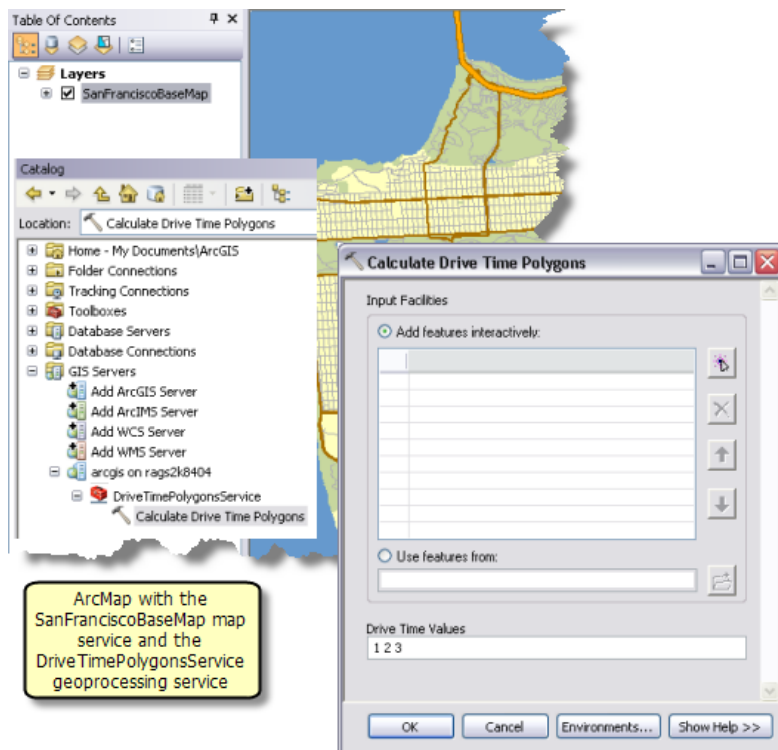 Table Of Contents
Layers
SanFranciscoBaseMap
Catalog
Location: Calculate Drive Time Polygons
Home - My Documents\ArcGIS
Folder Connections
Tracking Connections
Toolboxes
Database Servers
Database Connections
GIS Servers
Add ArcGIS Server
Add ArcIMS Server
Add WCS Server
Add WMS Server
arcgis on rags2k8404
DriveTimePolygonsService
Calculate Drive Time Polygons
ArcMap with the
SanFranciscoBaseMap map
service and the
DriveTimePolygonsService
geoprocessing service
Calculate Drive Time Polygons
Input Facilities
Add features interactively:
Use features from:
Drive Time Values
1 2 3
OK Cancel Environments... Show Help >>